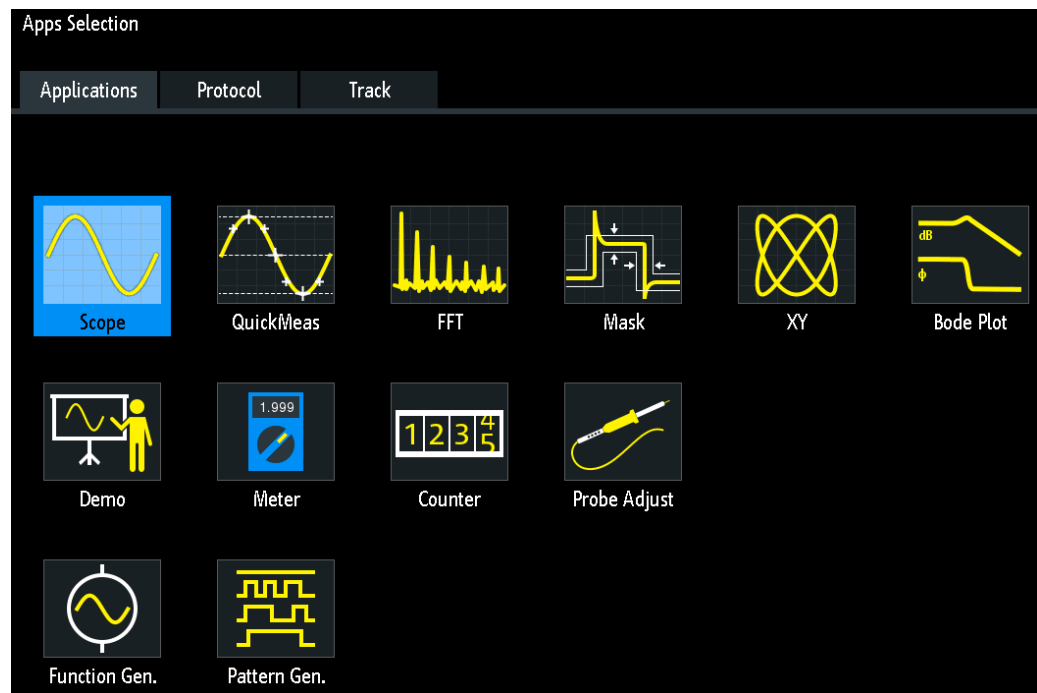 Apps Selection
Applications Protocol Track
dB
ϕ
Scope QuickMeas FFT Mask XY Bode Plot
1.999
1 2 3 4 5
Demo Meter Counter Probe Adjust
Function Gen. Pattern Gen.